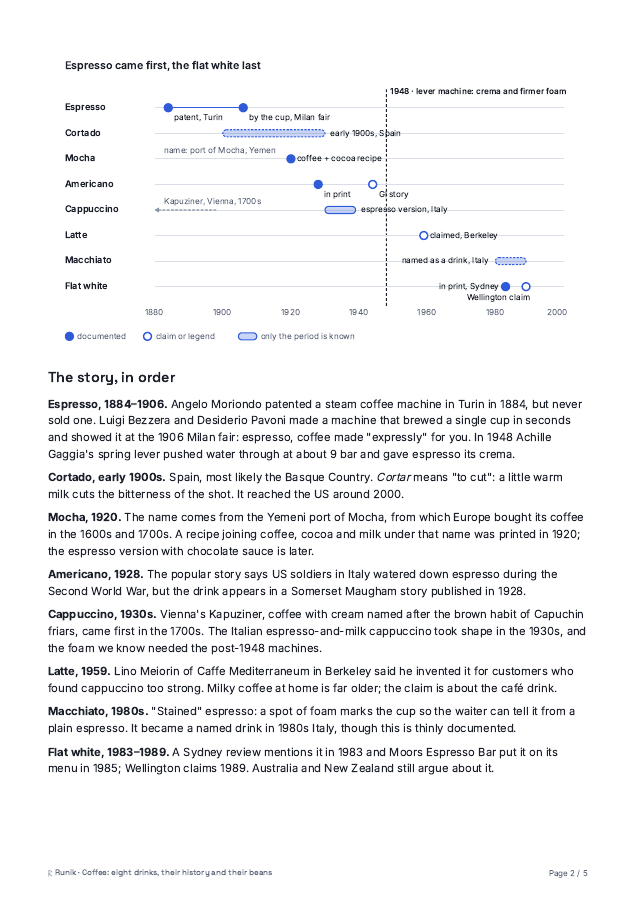 Espresso came first, the flat white last
1948 · lever machine: crema and firmer foam
Espresso
patent, Turin
by the cup, Milan fair
Cortado
early 1900s, Spain
Mocha
name: port of Mocha, Yemen
coffee + cocoa recipe
Americano
in print
GI story
Cappuccino
Kapuziner, Vienna, 1700s
espresso version, Italy
Latte
claimed, Berkeley
Macchiato
named as a drink, Italy
Flat white
in print, Sydney
Wellington claim
1880 1900 1920 1940 1960 1980 2000
documented claim or legend only the period is known
The story, in order
Espresso, 1884–1906. Angelo Moriondo patented a steam coffee machine in Turin in 1884, but never
sold one. Luigi Bezzera and Desiderio Pavoni made a machine that brewed a single cup in seconds
and showed it at the 1906 Milan fair: espresso, coffee made "expressly" for you. In 1948 Achille
Gaggia's spring lever pushed water through at about 9 bar and gave espresso its crema.
Cortado, early 1900s. Spain, most likely the Basque Country. Cortar means "to cut": a little warm
milk cuts the bitterness of the shot. It reached the US around 2000.
Mocha, 1920. The name comes from the Yemeni port of Mocha, from which Europe bought its coffee
in the 1600s and 1700s. A recipe joining coffee, cocoa and milk under that name was printed in 1920;
the espresso version with chocolate sauce is later.
Americano, 1928. The popular story says US soldiers in Italy watered down espresso during the
Second World War, but the drink appears in a Somerset Maugham story published in 1928.
Cappuccino, 1930s. Vienna's Kapuziner, coffee with cream named after the brown habit of Capuchin
friars, came first in the 1700s. The Italian espresso-and-milk cappuccino took shape in the 1930s, and
the foam we know needed the post-1948 machines.
Latte, 1959. Lino Meiorin of Caffe Mediterraneum in Berkeley said he invented it for customers who
found cappuccino too strong. Milky coffee at home is far older; the claim is about the café drink.
Macchiato, 1980s. "Stained" espresso: a spot of foam marks the cup so the waiter can tell it from a
plain espresso. It became a named drink in 1980s Italy, though this is thinly documented.
Flat white, 1983–1989. A Sydney review mentions it in 1983 and Moors Espresso Bar put it on its
menu in 1985; Wellington claims 1989. Australia and New Zealand still argue about it.
Runik · Coffee: eight drinks, their history and their beans
Page 2 / 5